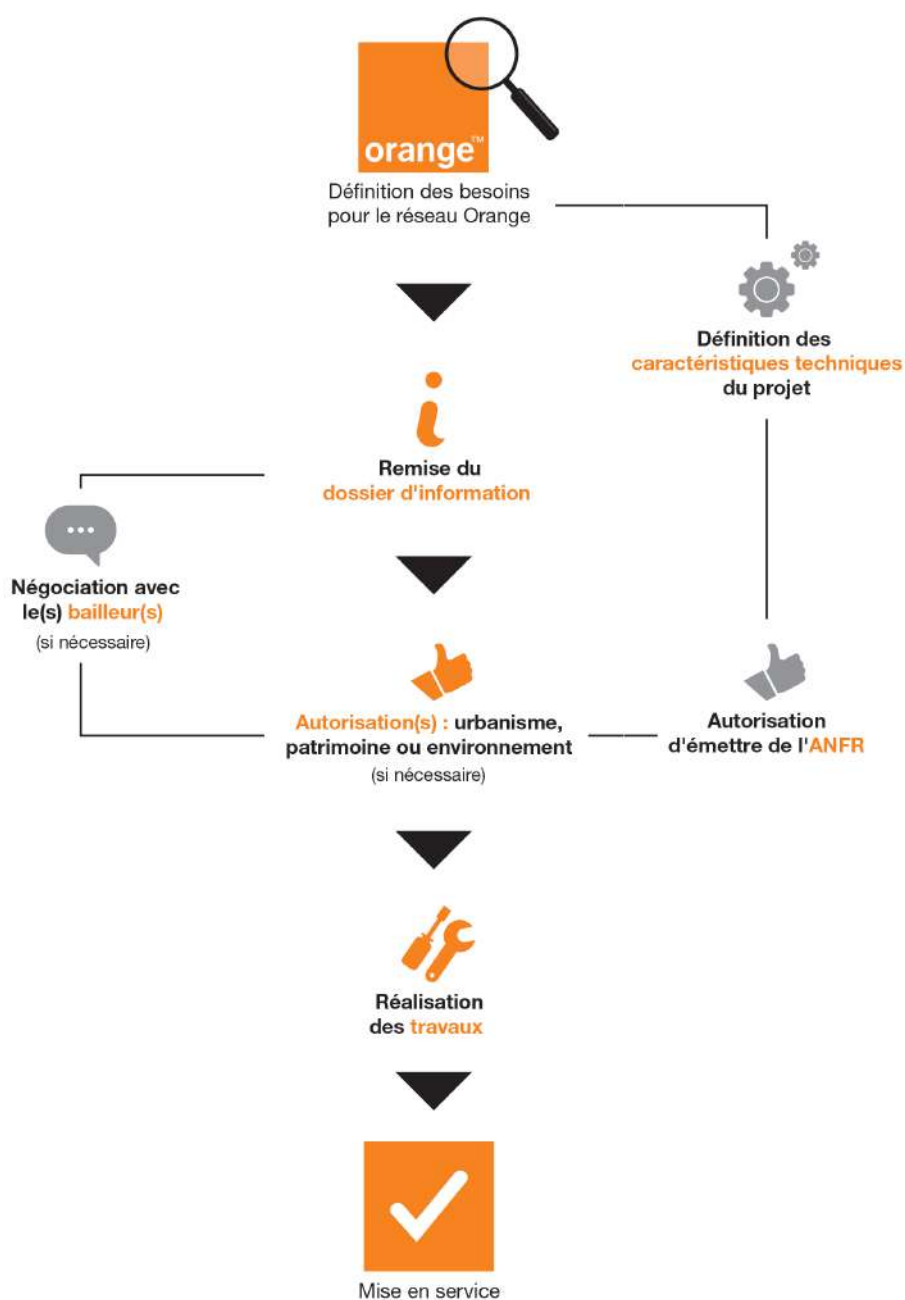 orange™
Définition des besoins
pour le réseau Orange
Définition des
caractéristiques techniques
du projet
Remise du
dossier d'information
Négociation avec
le(s) bailleur(s)
(si nécessaire)
Autorisation(s) : urbanisme,
patrimoine ou environnement
(si nécessaire)
Autorisation
d'émettre de l'ANFR
Réalisation
des travaux
Mise en service